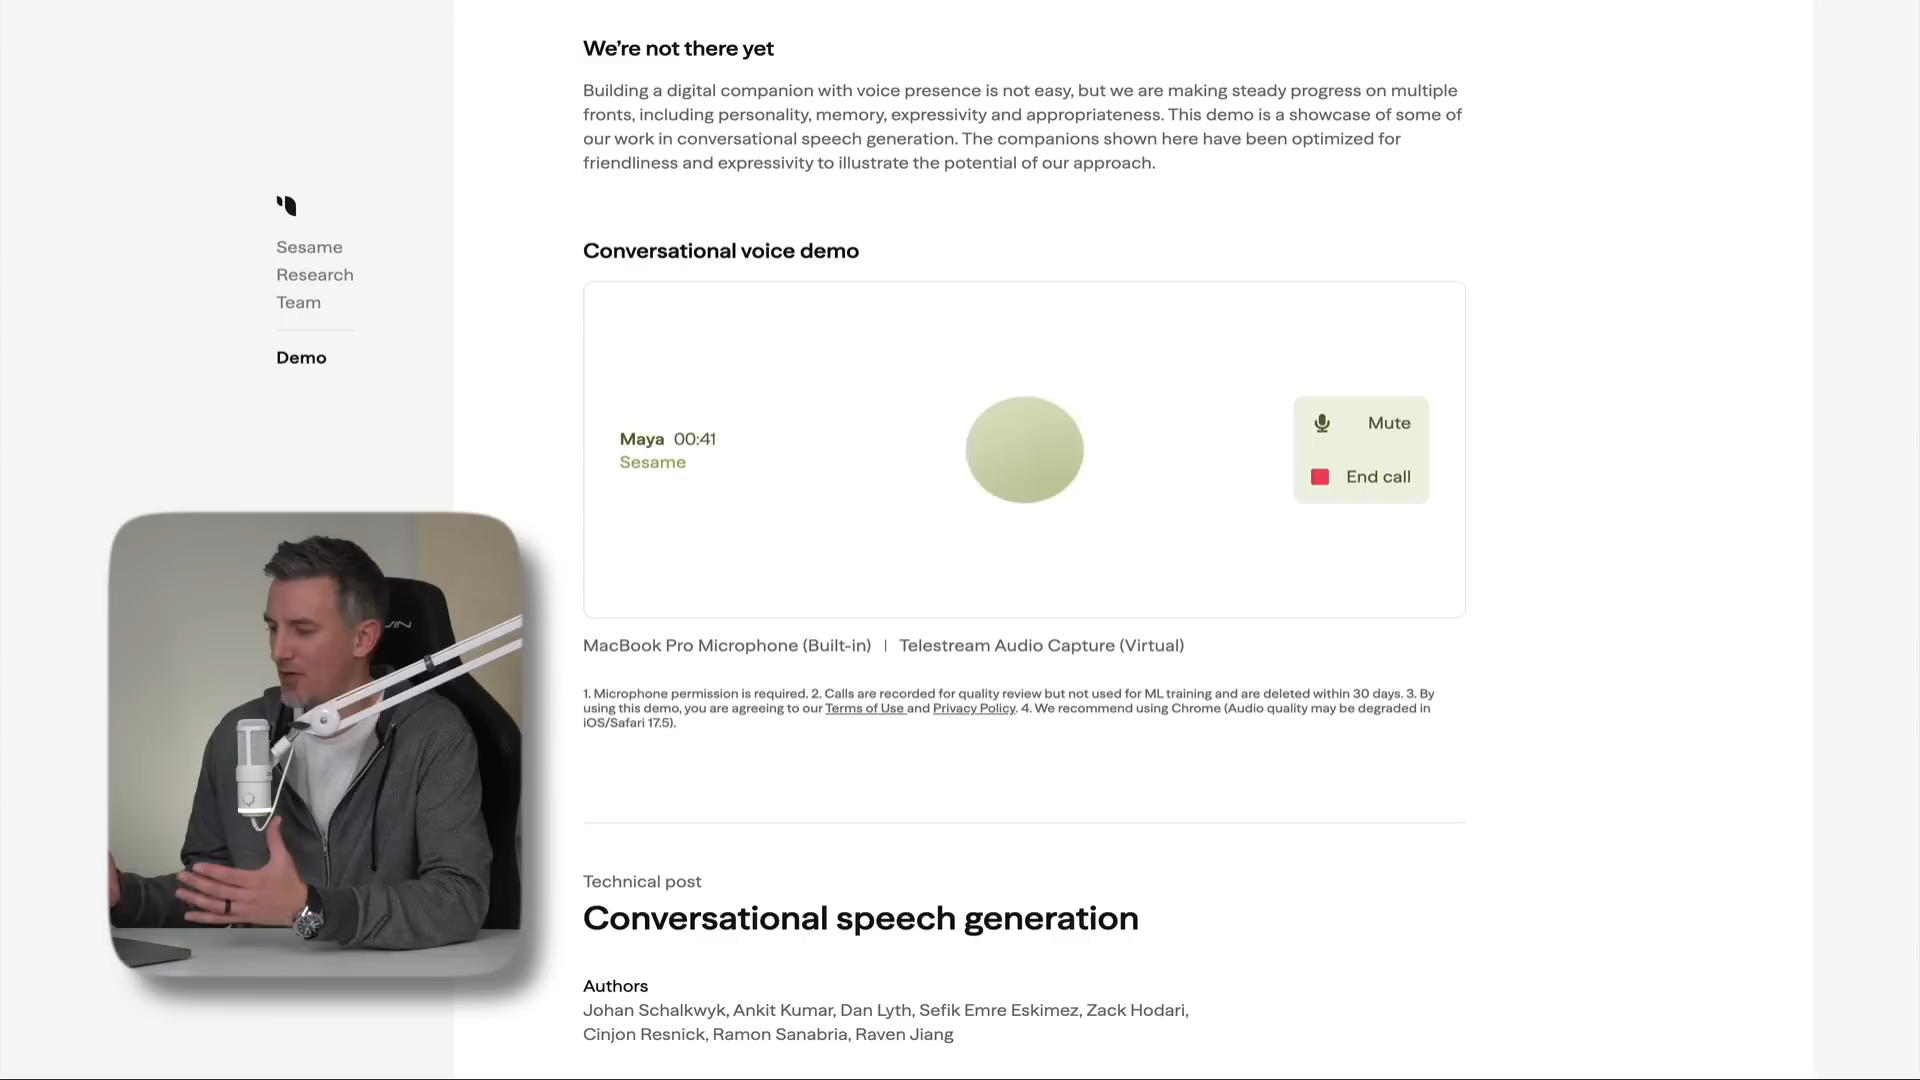 We're not there yet
Building a digital companion with voice presence is not easy, but we are making steady progress on multiple
fronts, including personality, memory, expressivity and appropriateness. This demo is a showcase of some of
our work in conversational speech generation. The companions shown here have been optimized for
friendliness and expressivity to illustrate the potential of our approach.
Sesame
Research
Team
Demo
Conversational voice demo
Maya 00:41
Sesame
Mute
End call
MacBook Pro Microphone (Built-in) | Telestream Audio Capture (Virtual)
1. Microphone permission is required. 2. Calls are recorded for quality review but not used for ML training and are deleted within 30 days. 3. By
using this demo, you are agreeing to our Terms of Use and Privacy Policy. 4. We recommend using Chrome (Audio quality may be degraded in
iOS/Safari 17.5).
Technical post
Conversational speech generation
Authors
Johan Schalkwyk, Ankit Kumar, Dan Lyth, Sefik Emre Eskimez, Zack Hodari,
Cinjon Resnick, Ramon Sanabria, Raven Jiang